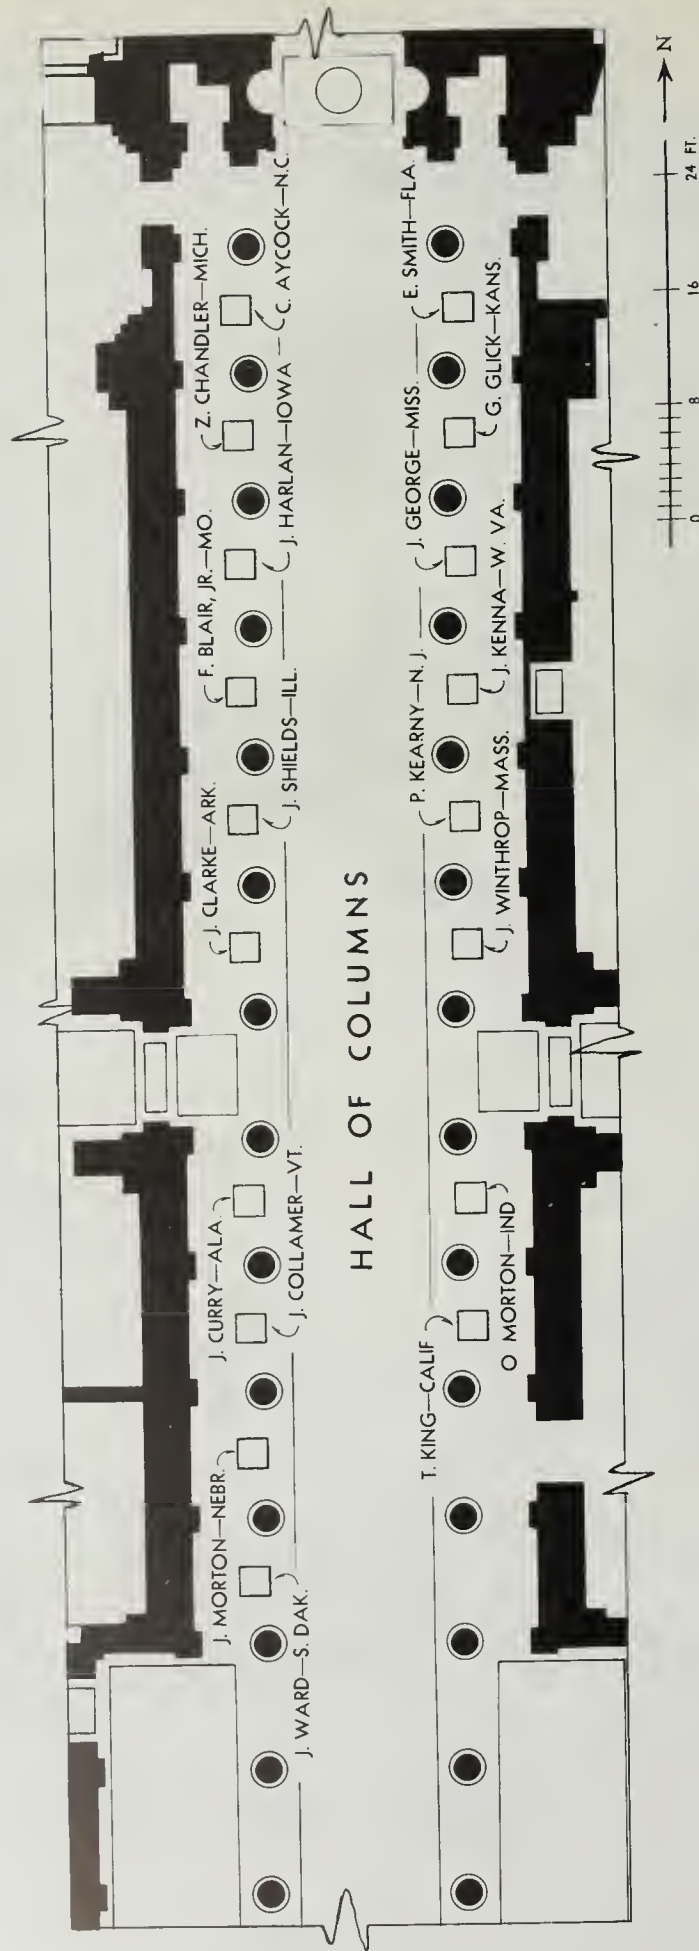 J. MORTON—NEBR.
J. CURRY—ALA.
J. CLARKE—ARK.
F. BLAIR, JR.—MO.
Z. CHANDLER—MICH.
J. WARD—S. DAK.
J. COLLAMER—VT.
J. SHIELDS—ILL.
J. HARLAN—IOWA
C. AYCOCK—N.C.
HALL OF COLUMNS
T. KING—CALIF
P. KEARNY—N.J.
J. GEORGE—MISS.
E. SMITH—FLA.
O MORTON—IND
J. WINTHROP—MASS.
J. KENNA—W. VA.
G. GLICK—KANS.
N
0 8 16 24 FT.